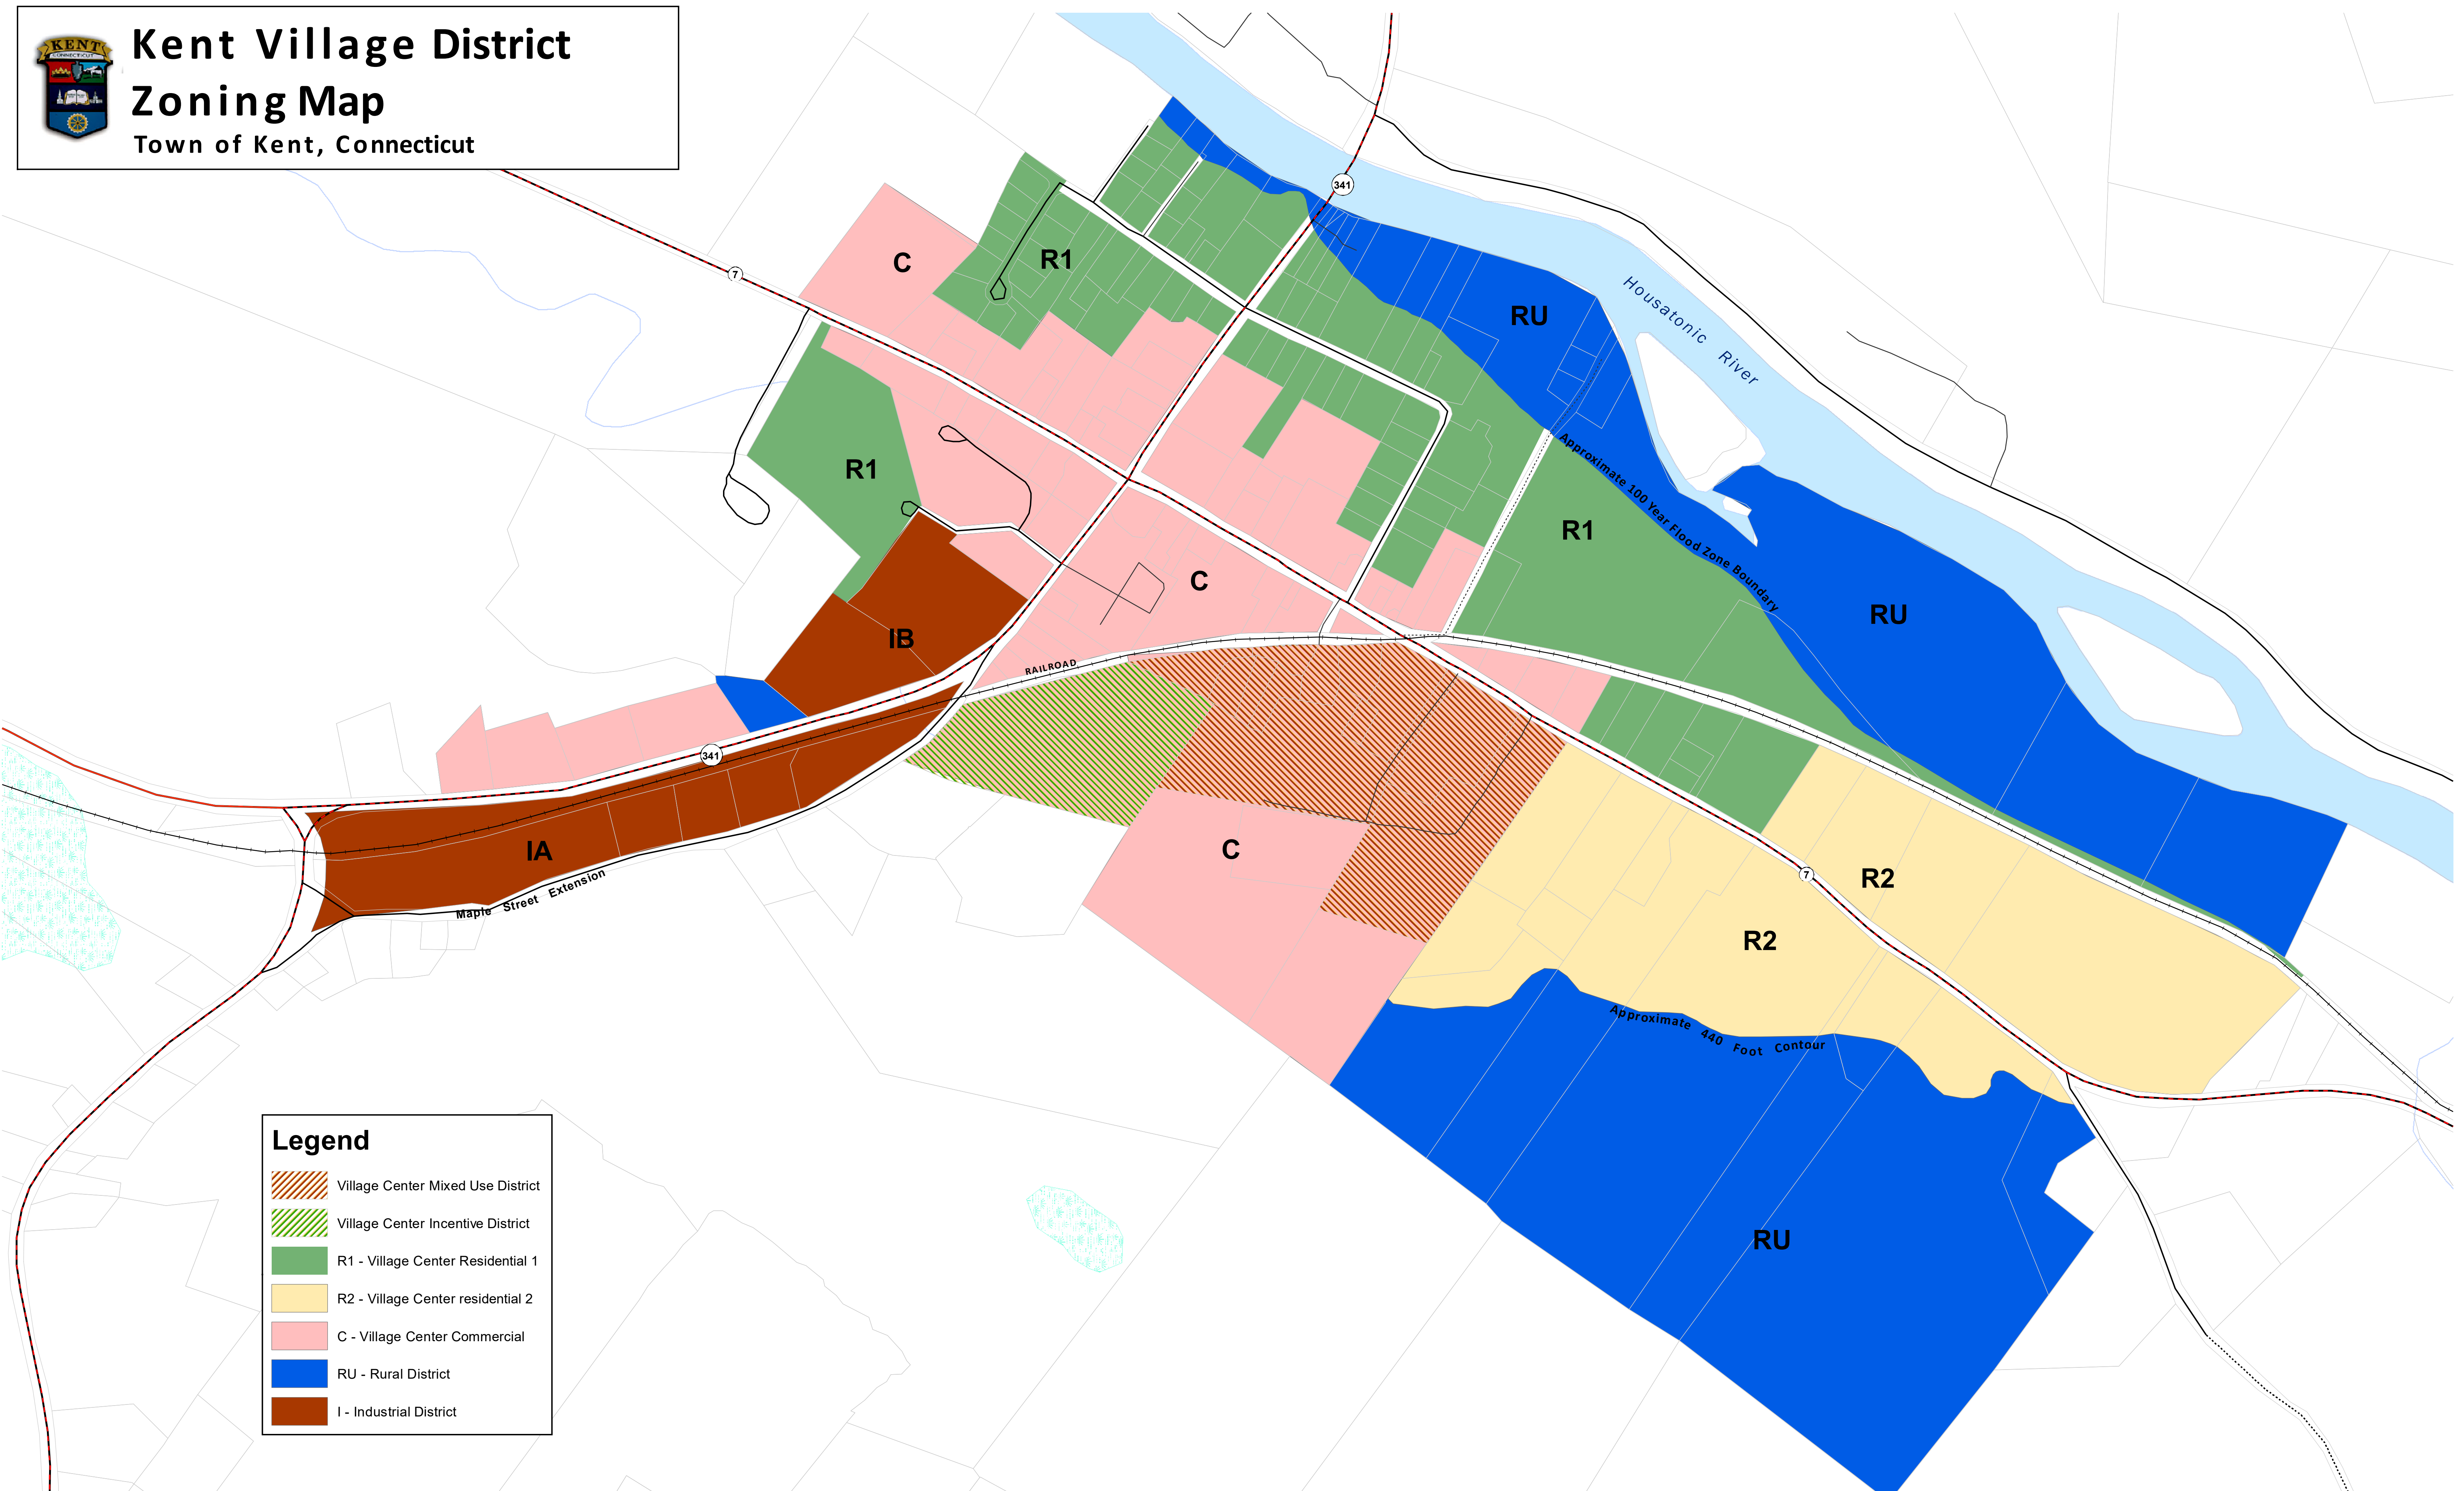 KENT
CONNECTICUT
Kent Village District
Zoning Map
Town of Kent, Connecticut
341
7
C
R1
RU
Housatonic River
R1
Approximate 100 Year Flood Zone Boundary
R1
C
RU
IB
RAILROAD
341
IA
Maple Street Extension
C
7
R2
R2
Approximate 440 Foot Contour
RU
Legend
Village Center Mixed Use District
Village Center Incentive District
R1 - Village Center Residential 1
R2 - Village Center residential 2
C - Village Center Commercial
RU - Rural District
I - Industrial District